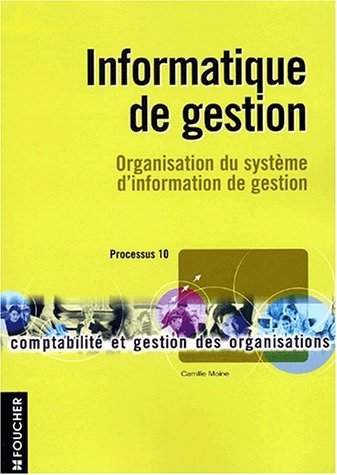 Informatique
de gestion
Organisation du système
d'information de gestion
Processus 10
comptabilité et gestion des organisations
Camille Moine
FOUCHER